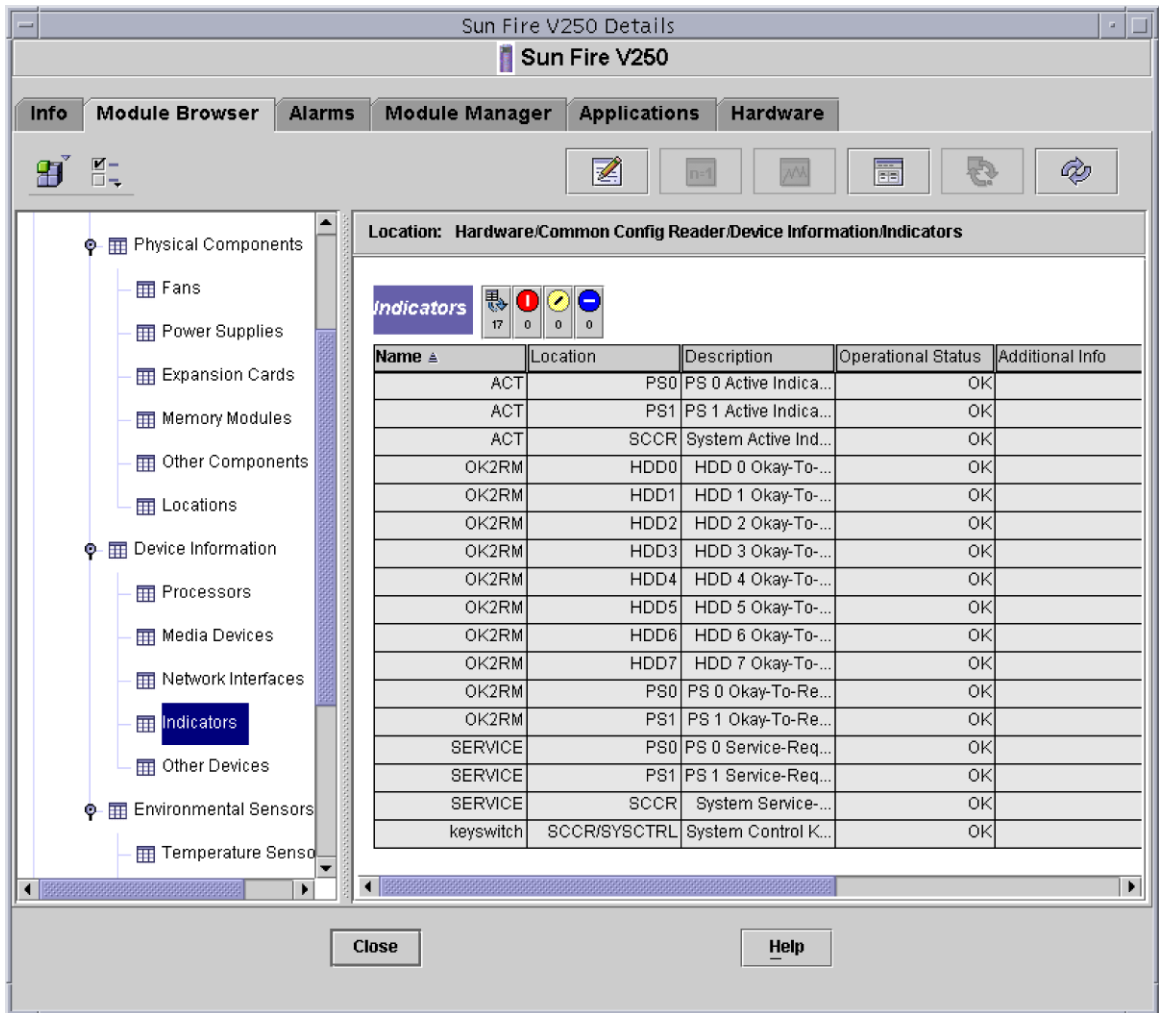 Sun Fire V250 Details
Sun Fire V250
Info Module Browser Alarms Module Manager Applications Hardware
n=1
Physical Components
Fans
Power Supplies
Expansion Cards
Memory Modules
Other Components
Locations
Device Information
Processors
Media Devices
Network Interfaces
Indicators
Other Devices
Environmental Sensors
Temperature Senso
Location: Hardware/Common Config Reader/Device Information/Indicators
Indicators 17 0 0 0
Name Location Description Operational Status Additional Info
ACT PS0 PS 0 Active Indica... OK
ACT PS1 PS 1 Active Indica... OK
ACT SCCR System Active Ind... OK
OK2RM HDD0 HDD 0 Okay-To-... OK
OK2RM HDD1 HDD 1 Okay-To-... OK
OK2RM HDD2 HDD 2 Okay-To-... OK
OK2RM HDD3 HDD 3 Okay-To-... OK
OK2RM HDD4 HDD 4 Okay-To-... OK
OK2RM HDD5 HDD 5 Okay-To-... OK
OK2RM HDD6 HDD 6 Okay-To-... OK
OK2RM HDD7 HDD 7 Okay-To-... OK
OK2RM PS0 PS 0 Okay-To-Re... OK
OK2RM PS1 PS 1 Okay-To-Re... OK
SERVICE PS0 PS 0 Service-Req... OK
SERVICE PS1 PS 1 Service-Req... OK
SERVICE SCCR System Service-... OK
keyswitch SCCR/SYSCTRL System Control K... OK
Close Help